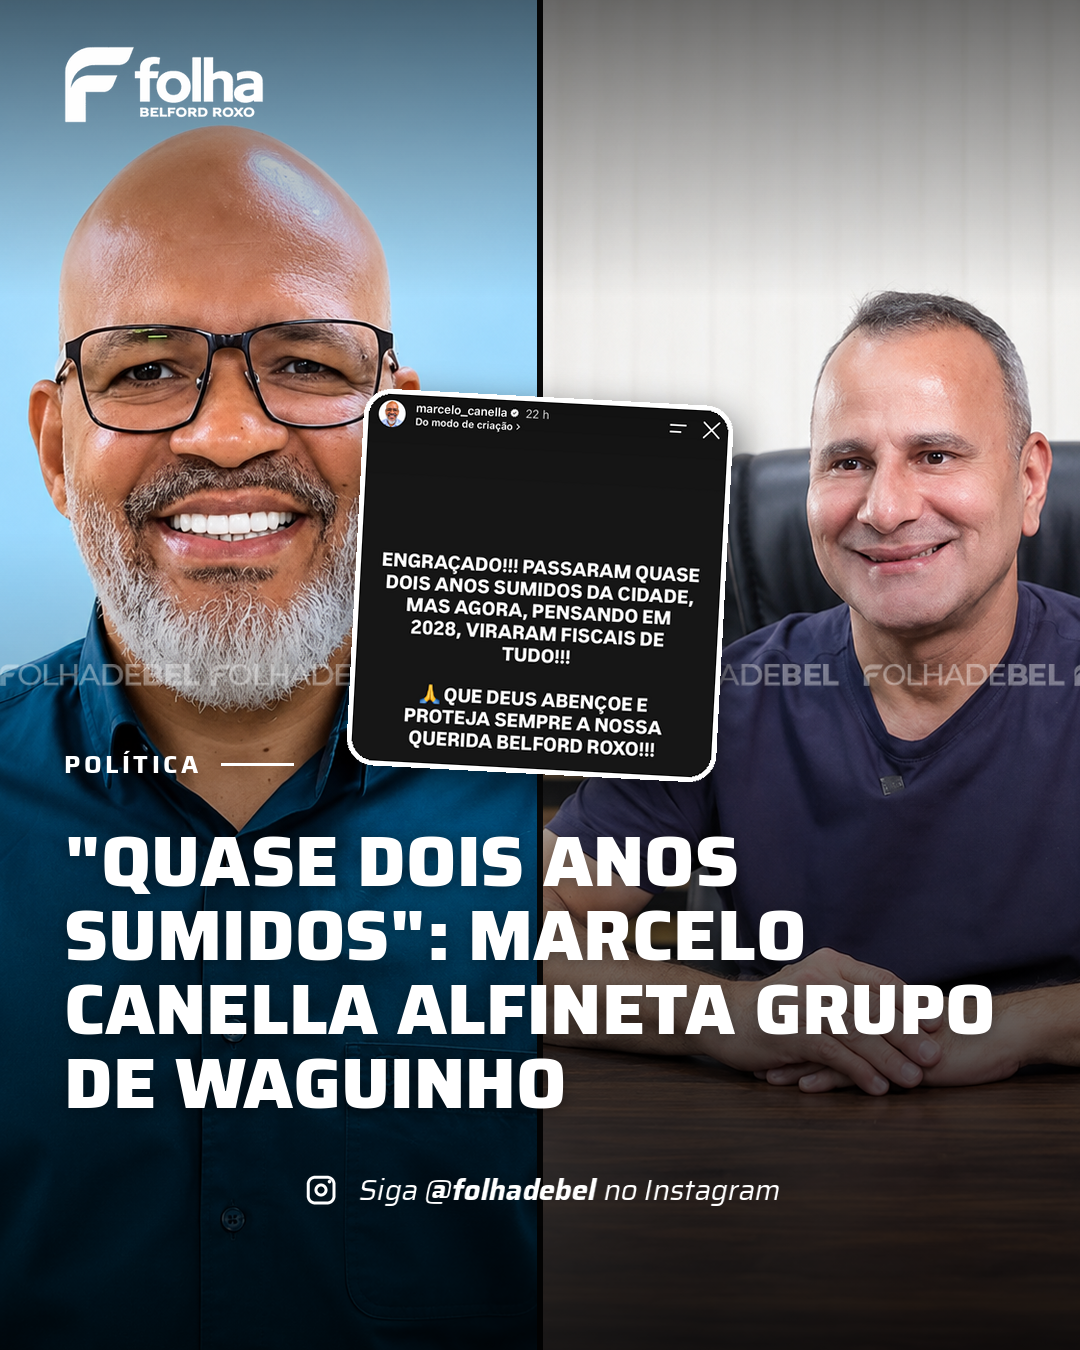 folha
BELFORD ROXO
marcelo_canella 22 h
Do modo de criação ›
ENGRAÇADO!!! PASSARAM QUASE
DOIS ANOS SUMIDOS DA CIDADE,
MAS AGORA, PENSANDO EM
2028, VIRARAM FISCAIS DE
TUDO!!!
🙏 QUE DEUS ABENÇOE E
PROTEJA SEMPRE A NOSSA
QUERIDA BELFORD ROXO!!!
FOLHADEBEL FOLHADE ADEBEL FOLHADEBEL F
POLÍTICA
"QUASE DOIS ANOS
SUMIDOS": MARCELO
CANELLA ALFINETA GRUPO
DE WAGUINHO
Siga @folhadebel no Instagram